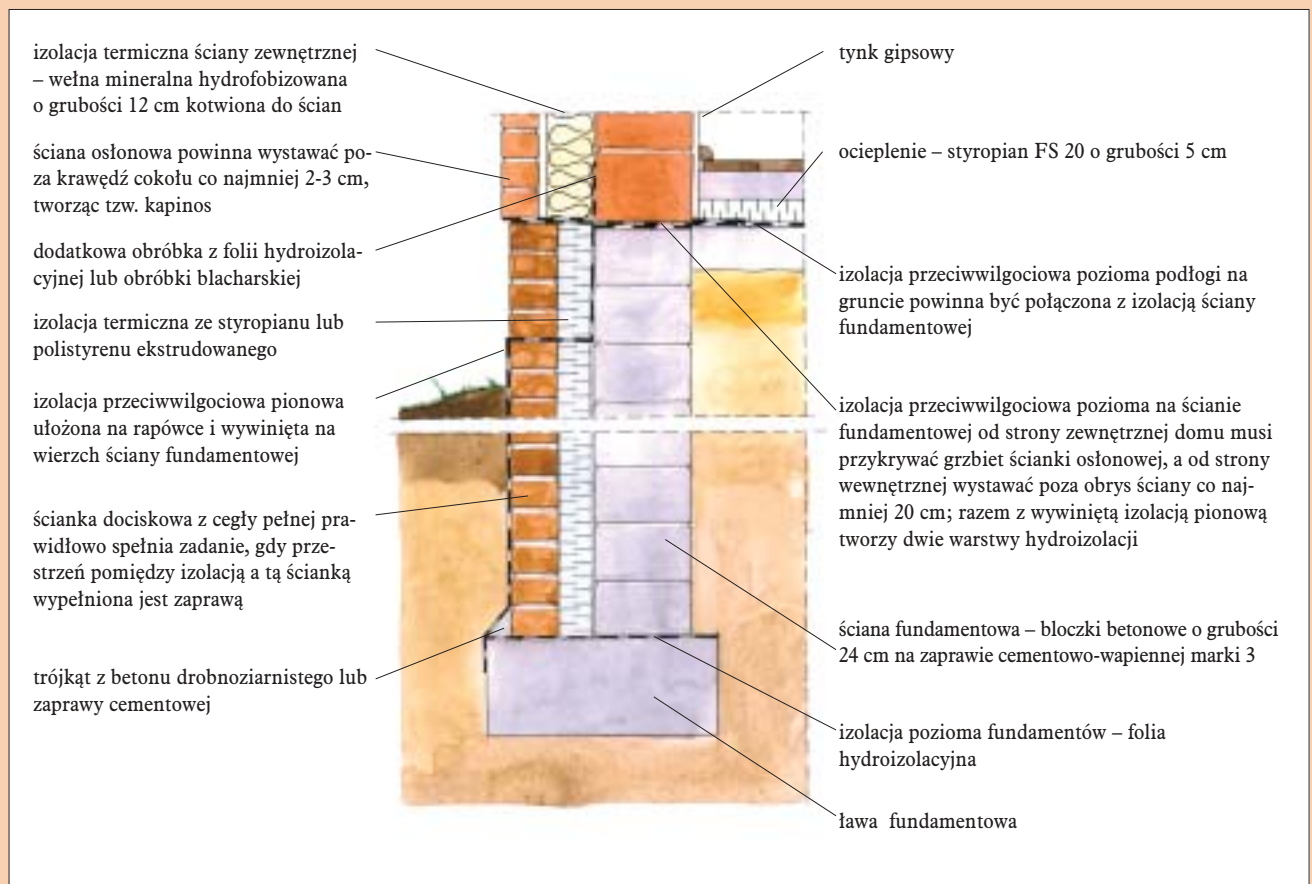 izolacja termiczna ściany zewnętrznej
– wełna mineralna hydrofobizowana
o grubości 12 cm kotwiona do ścian
ściana osłonowa powinna wystawać po-
za krawędź cokołu co najmniej 2-3 cm,
tworząc tzw. kapinos
dodatkowa obróbka z folii hydroizola-
cyjnej lub obróbki blacharskiej
izolacja termiczna ze styropianu lub
polistyrenu ekstrudowanego
izolacja przeciwwilgociowa pionowa
ułożona na rapówce i wywinięta na
wierzch ściany fundamentowej
ścianka dociskowa z cegły pełnej pra-
widłowo spełnia zadanie, gdy prze-
strzeń pomiędzy izolacją a tą ścianką
wypełniona jest zaprawą
trójkąt z betonu drobnoziarnistego lub
zaprawy cementowej
tynk gipsowy
ocieplenie – styropian FS 20 o grubości 5 cm
izolacja przeciwwilgociowa pozioma podłogi na
gruncie powinna być połączona z izolacją ściany
fundamentowej
izolacja przeciwwilgociowa pozioma na ścianie
fundamentowej od strony zewnętrznej domu musi
przykrywać grzbiet ścianki osłonowej, a od strony
wewnętrznej wystawać poza obrys ściany co naj-
mniej 20 cm; razem z wywiniętą izolacją pionową
tworzy dwie warstwy hydroizolacji
ściana fundamentowa – bloczki betonowe o grubości
24 cm na zaprawie cementowo-wapiennej marki 3
izolacja pozioma fundamentów – folia
hydroizolacyjna
ława fundamentowa